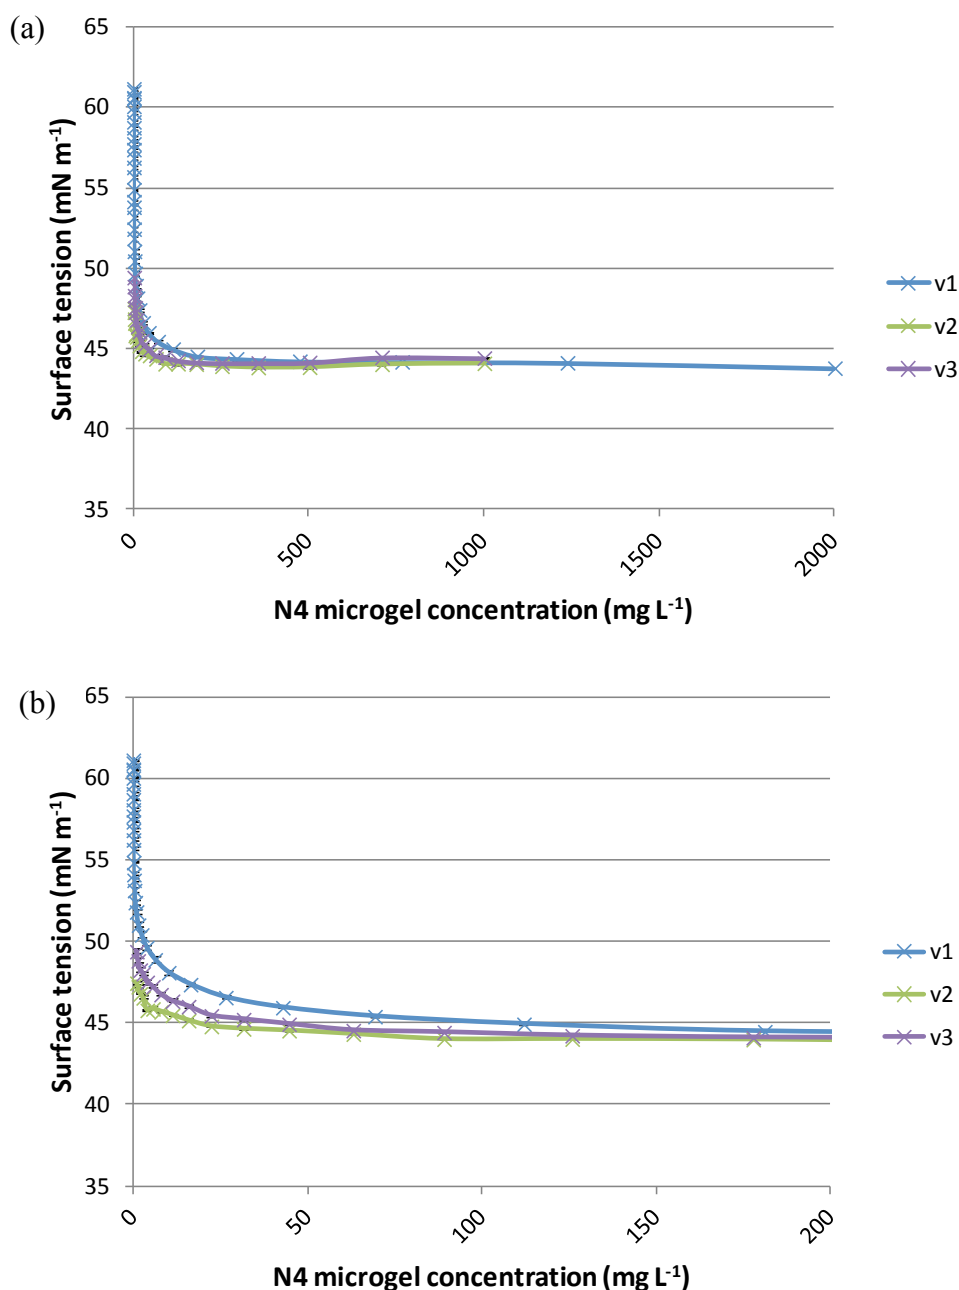 (a)
65
60
55
50
45
40
35
Surface tension (mN m-1)
0
500
1000
1500
2000
N4 microgel concentration (mg L-1)
v1
v2
v3
(b)
65
60
55
50
45
40
35
Surface tension (mN m-1)
0
50
100
150
200
N4 microgel concentration (mg L-1)
v1
v2
v3